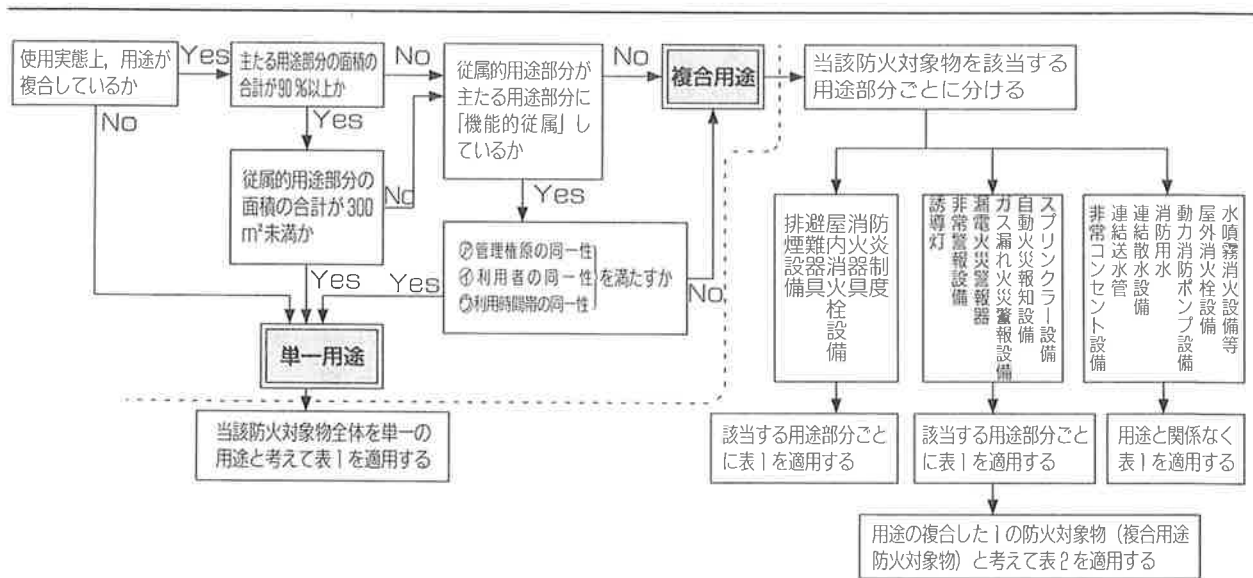 使用実態上，用途が
複合しているか
Yes
主たる用途部分の面積の
合計が90％以上か
No
従属的用途部分が
主たる用途部分に
「機能的従属」し
ているか
No
複合用途
当該防火対象物を該当する
用途部分ごとに分ける
No
Yes
従属的用途部分の
面積の合計が300
m²未満か
No
Yes
㋐管理権原の同一性
㋑利用者の同一性
㋒利用時間帯の同一性
を満たすか
Yes
No
Yes
単一用途
当該防火対象物全体を単一の
用途と考えて表1を適用する
防炎制度
消火器具
屋内消火栓設備
避難器具
排煙設備
スプリンクラー設備
自動火災報知設備
ガス漏れ火災警報設備
漏電火災警報器
非常警報設備
誘導灯
水噴霧消火設備等
屋外消火栓設備
動力消防ポンプ設備
消防用水
連結散水設備
連結送水管
非常コンセント設備
該当する用途部分ごと
に表1を適用する
該当する用途部分ごと
に表1を適用する
用途と関係なく
表1を適用する
用途の複合した1の防火対象物（複合用途
防火対象物）と考えて表2を適用する